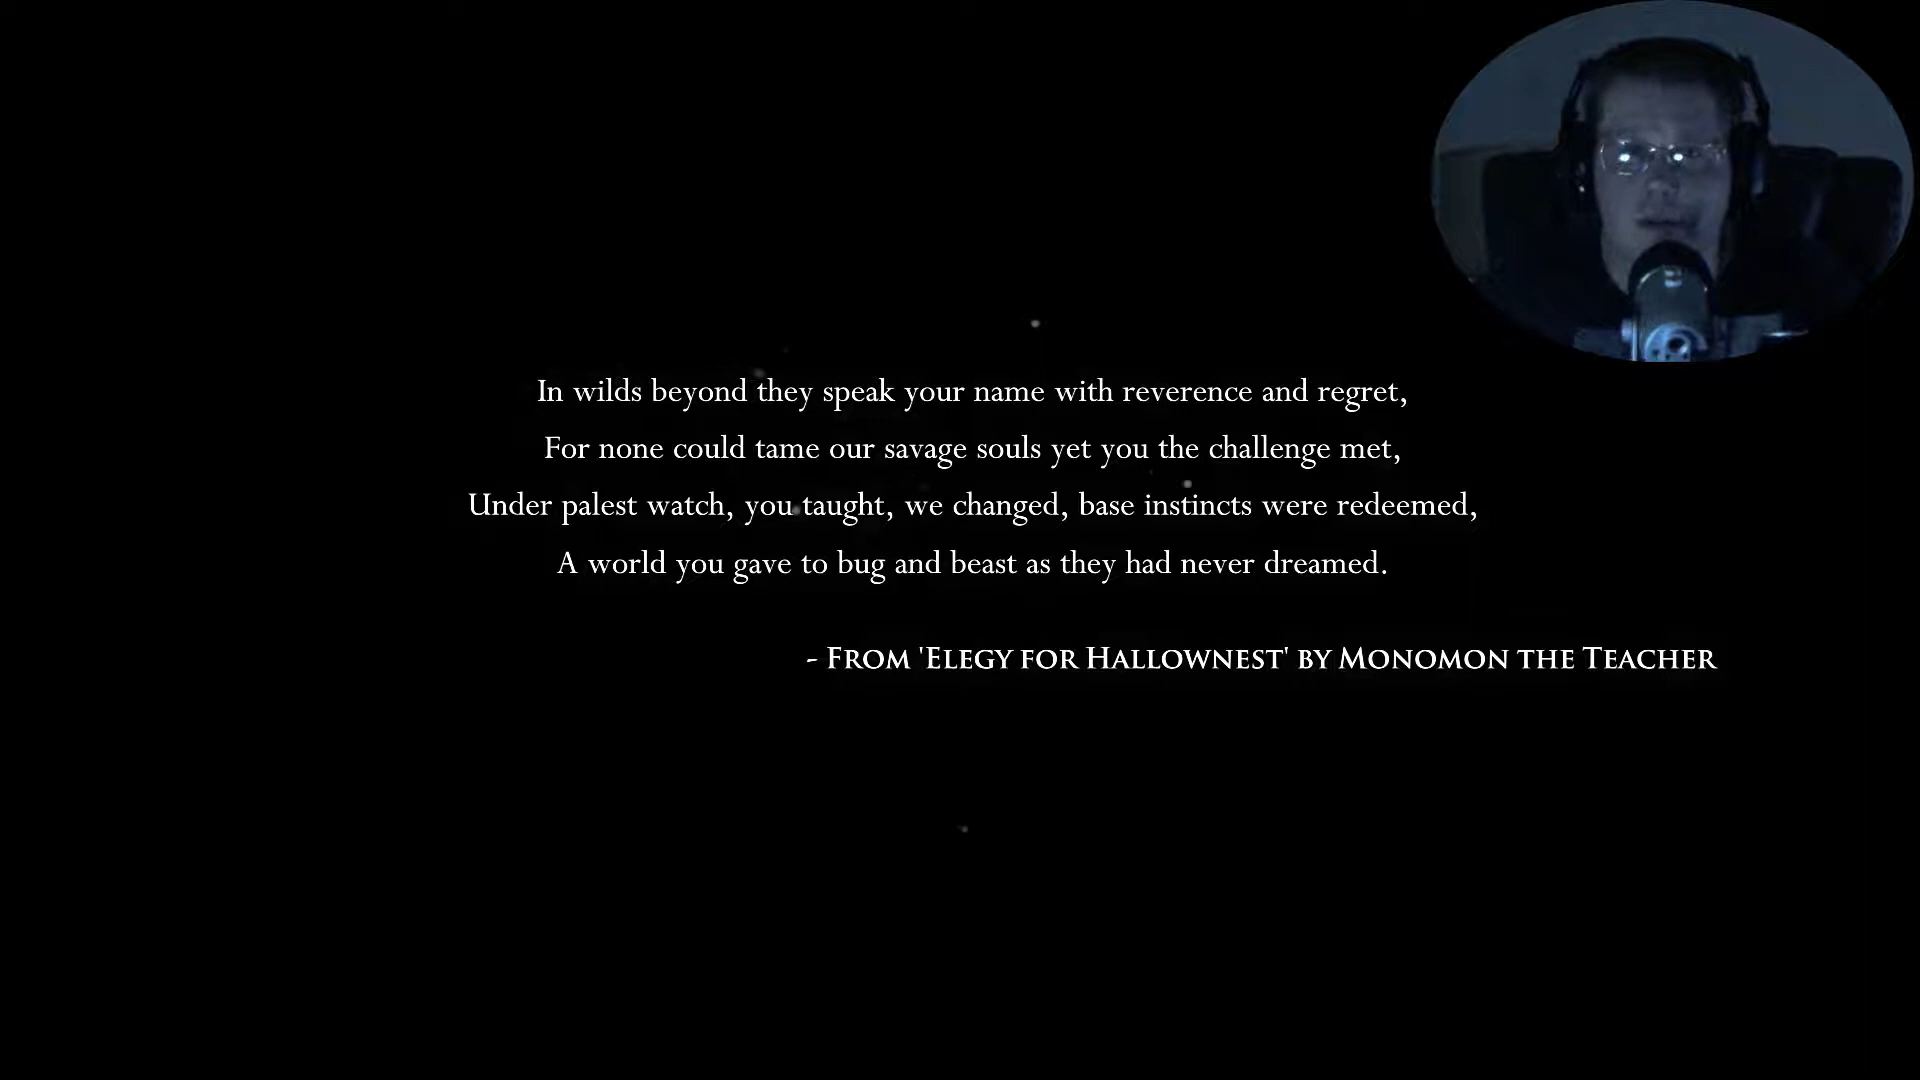 In wilds beyond they speak your name with reverence and regret,
For none could tame our savage souls yet you the challenge met,
Under palest watch, you taught, we changed, base instincts were redeemed,
A world you gave to bug and beast as they had never dreamed.
- From 'Elegy for Hallownest' by Monomon the Teacher